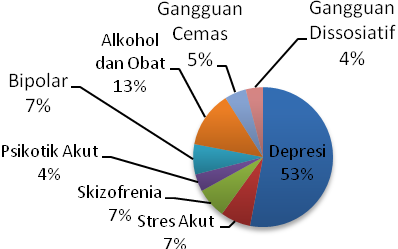 Gangguan
Cemas
5%
Gangguan
Dissosiatif
4%
Alkohol
dan Obat
13%
Bipolar
7%
Psikotik Akut
4%
Skizofrenia
7%
Stres Akut
7%
Depresi
53%